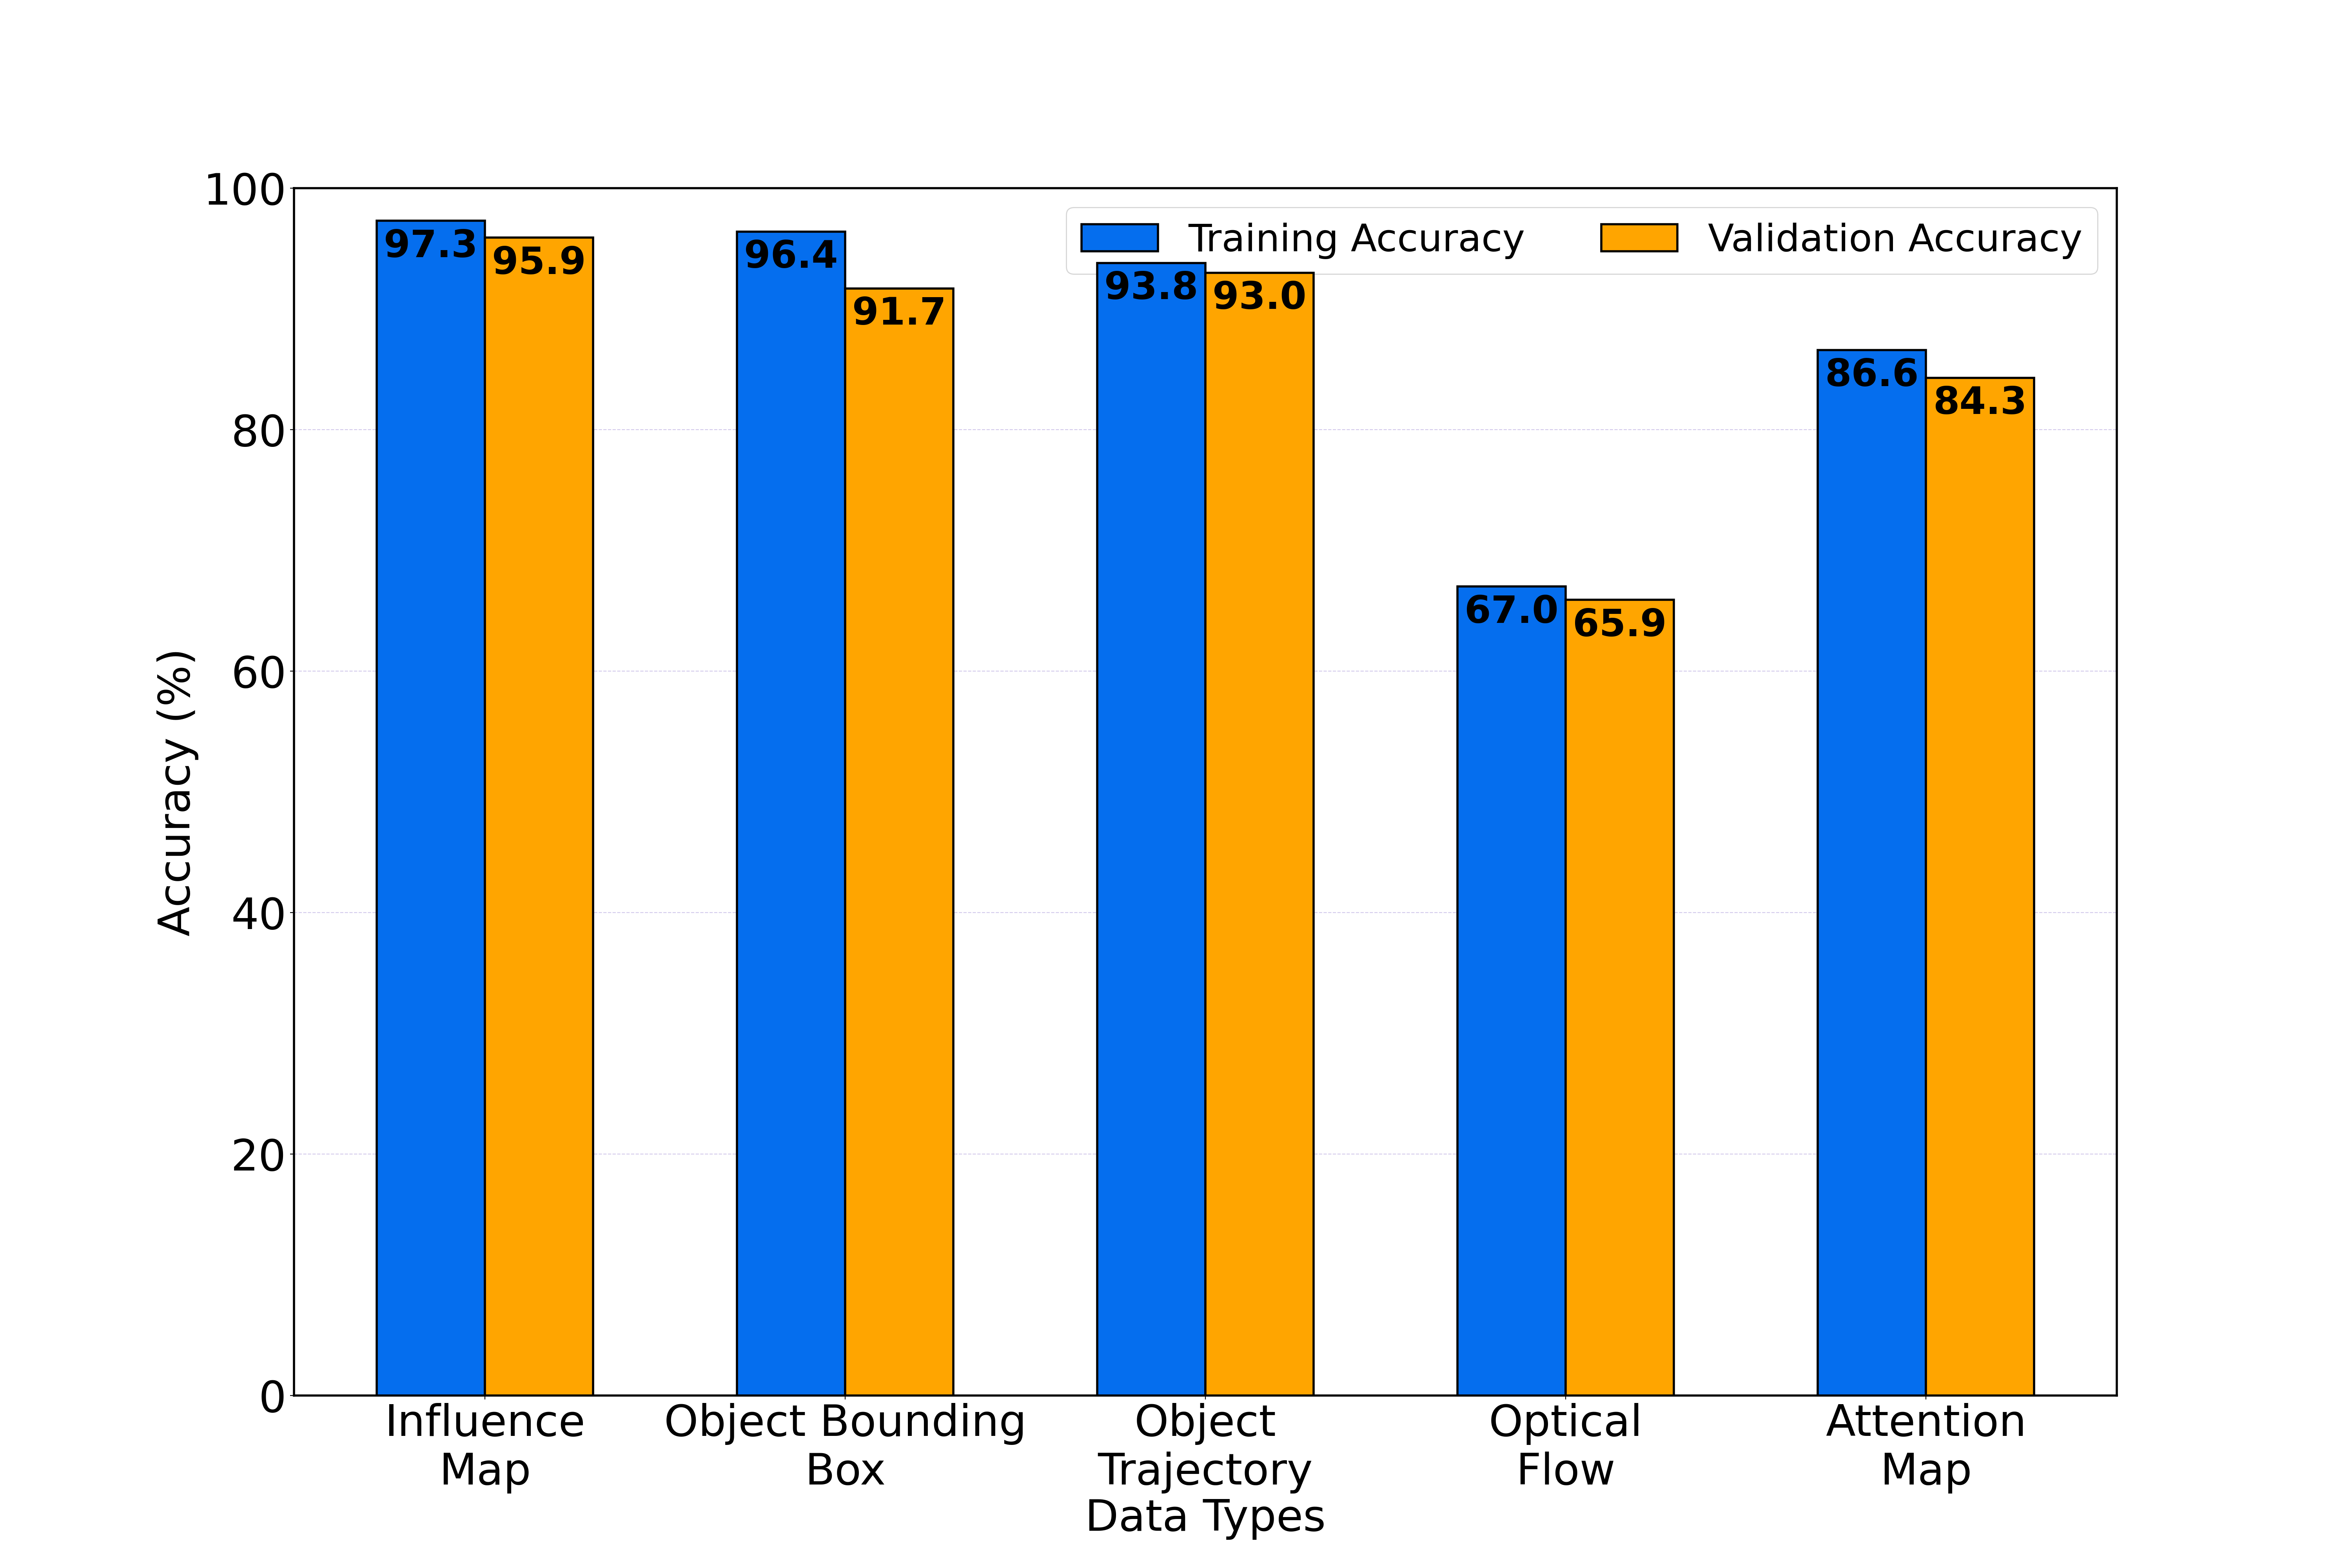 100
80
60
40
20
0
Accuracy (%)
Training Accuracy
Validation Accuracy
97.3
95.9
96.4
91.7
93.8
93.0
67.0
65.9
86.6
84.3
Influence
Map
Object Bounding
Box
Object
Trajectory
Optical
Flow
Attention
Map
Data Types